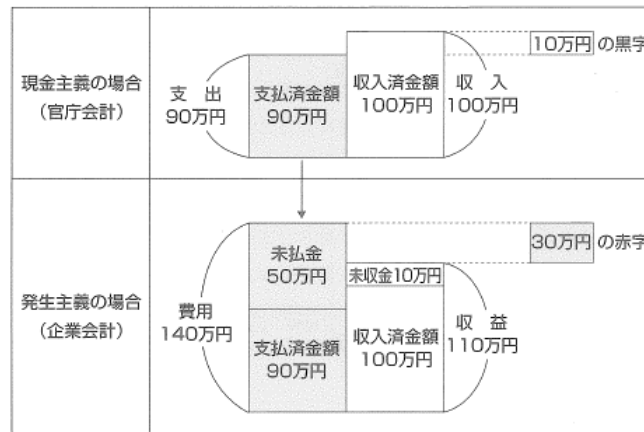 10万円の黒字
現金主義の場合
(官庁会計)
支 出
90万円
支払済金額
90万円
収入済金額
100万円
収 入
100万円
30万円の赤字
発生主義の場合
(企業会計)
費用
140万円
未払金
50万円
支払済金額
90万円
未収金10万円
収入済金額
100万円
収 益
110万円